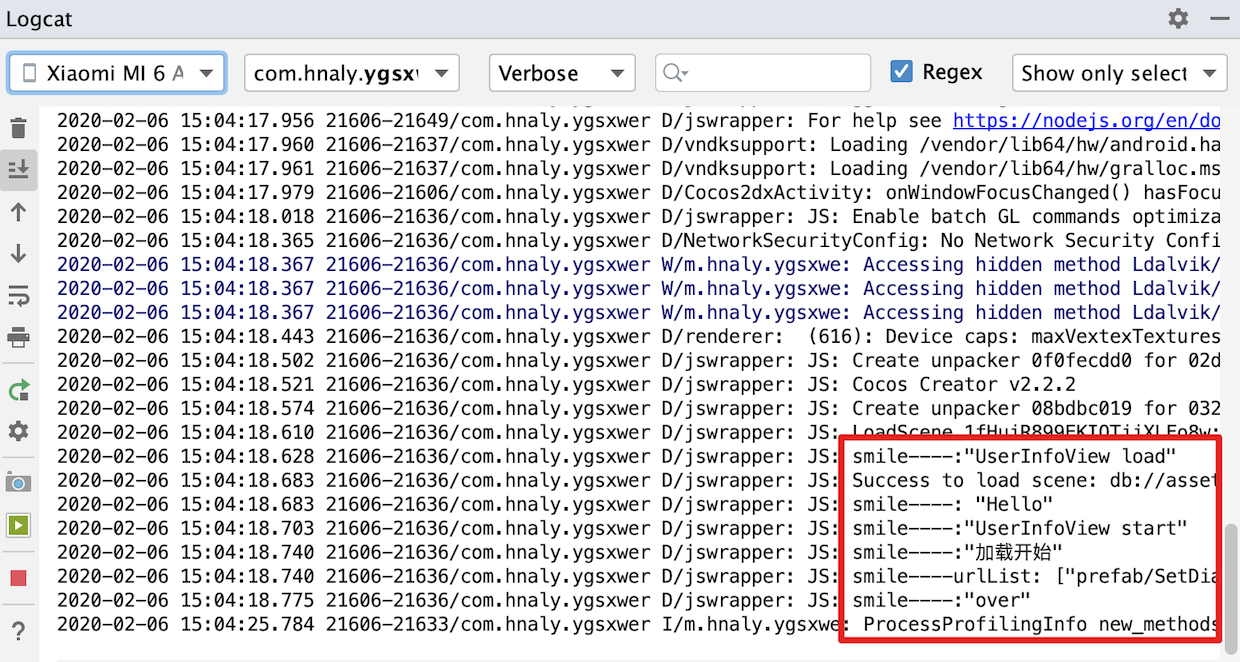 Logcat
Xiaomi MI 6 A
com.hnaly.ygsx
Verbose
Regex
Show only select
2020-02-06 15:04:17.956 21606-21649/com.hnaly.ygsxwer D/jswrapper: For help see https://nodejs.org/en/do
2020-02-06 15:04:17.960 21606-21637/com.hnaly.ygsxwer D/vndksupport: Loading /vendor/lib64/hw/android.ha
2020-02-06 15:04:17.961 21606-21637/com.hnaly.ygsxwer D/vndksupport: Loading /vendor/lib64/hw/gralloc.ms
2020-02-06 15:04:17.979 21606-21606/com.hnaly.ygsxwer D/Cocos2dxActivity: onWindowFocusChanged() hasFocu
2020-02-06 15:04:18.018 21606-21636/com.hnaly.ygsxwer D/jswrapper: JS: Enable batch GL commands optimiza
2020-02-06 15:04:18.365 21606-21636/com.hnaly.ygsxwer D/NetworkSecurityConfig: No Network Security Confi
2020-02-06 15:04:18.367 21606-21636/com.hnaly.ygsxwer W/m.hnaly.ygsxwe: Accessing hidden method Ldalvik/
2020-02-06 15:04:18.367 21606-21636/com.hnaly.ygsxwer W/m.hnaly.ygsxwe: Accessing hidden method Ldalvik/
2020-02-06 15:04:18.367 21606-21636/com.hnaly.ygsxwer W/m.hnaly.ygsxwe: Accessing hidden method Ldalvik/
2020-02-06 15:04:18.443 21606-21636/com.hnaly.ygsxwer D/renderer: (616): Device caps: maxVextexTextures
2020-02-06 15:04:18.502 21606-21636/com.hnaly.ygsxwer D/jswrapper: JS: Create unpacker 0f0fecdd0 for 02d
2020-02-06 15:04:18.521 21606-21636/com.hnaly.ygsxwer D/jswrapper: JS: Cocos Creator v2.2.2
2020-02-06 15:04:18.574 21606-21636/com.hnaly.ygsxwer D/jswrapper: JS: Create unpacker 08bdbc019 for 032
2020-02-06 15:04:18.610 21606-21636/com.hnaly.ygsxwer D/jswrapper: JS: LoadScene
2020-02-06 15:04:18.628 21606-21636/com.hnaly.ygsxwer D/jswrapper: JS: smile----:"UserInfoView load"
2020-02-06 15:04:18.683 21606-21636/com.hnaly.ygsxwer D/jswrapper: JS: Success to load scene: db://asset
2020-02-06 15:04:18.683 21606-21636/com.hnaly.ygsxwer D/jswrapper: JS: smile----: "Hello"
2020-02-06 15:04:18.703 21606-21636/com.hnaly.ygsxwer D/jswrapper: JS: smile----:"UserInfoView start"
2020-02-06 15:04:18.740 21606-21636/com.hnaly.ygsxwer D/jswrapper: JS: smile----:"加载开始"
2020-02-06 15:04:18.740 21606-21636/com.hnaly.ygsxwer D/jswrapper: JS: smile----urlList: ["prefab/SetDia
2020-02-06 15:04:18.775 21606-21636/com.hnaly.ygsxwer D/jswrapper: JS: smile----:"over"
2020-02-06 15:04:25.784 21606-21633/com.hnaly.ygsxwer I/m.hnaly.ygsxwe: ProcessProfilingInfo new_methods